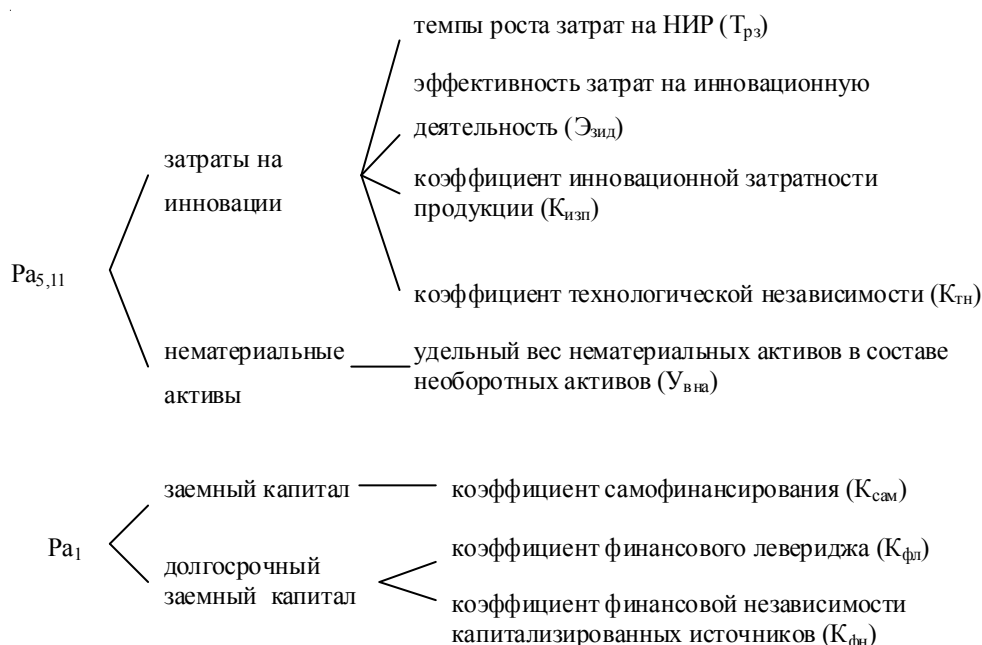 темпы роста затрат на НИР (Трз)
эффективность затрат на инновационную
деятельность (Эзид)
затраты на
инновации
коэффициент инновационной затратности
продукции (Кизп)
Ра5,11
коэффициент технологической независимости (Ктн)
нематериальные
активы
удельный вес нематериальных активов в составе
необоротных активов (Увна)
заемный капитал
коэффициент самофинансирования (Ксам)
Ра1
коэффициент финансового левериджа (Кфл)
долгосрочный
заемный капитал
коэффициент финансовой независимости
капитализированных источников (Кфн)